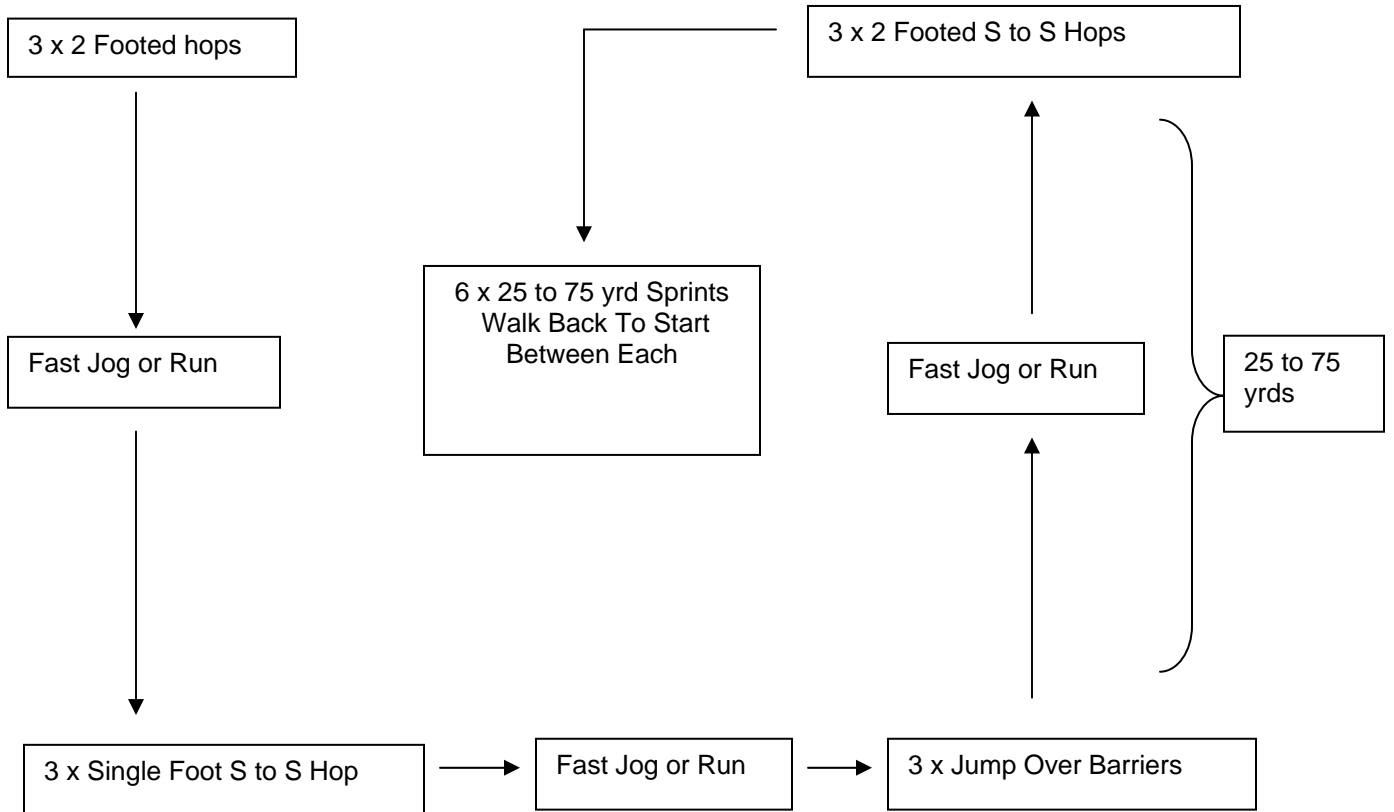 3 x 2 Footed hops
3 x 2 Footed S to S Hops
6 x 25 to 75 yrd Sprints
Walk Back To Start
Between Each
Fast Jog or Run
Fast Jog or Run
25 to 75
yrds
3 x Single Foot S to S Hop
Fast Jog or Run
3 x Jump Over Barriers